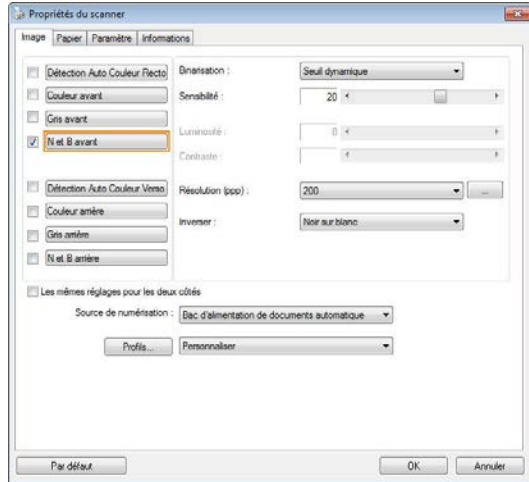 Propriétés du scanner
Image Papier Paramètre Informations
Détection Auto Couleur Recto
Binarisation : Seuil dynamique
Couleur avant
Sensibilité : 20
Gris avant
Luminosité : 0
N et B avant
Contraste :
Détection Auto Couleur Verso
Résolution (ppp) : 200 ...
Couleur arrière
Inverser : Noir sur blanc
Gris arrière
N et B arrière
Les mêmes réglages pour les deux côtés
Source de numérisation : Bac d'alimentation de documents automatique
Profils... Personnaliser
Par défaut OK Annuler